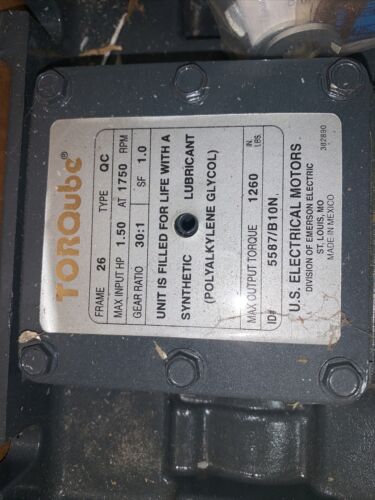 TORQube®
FRAME 26 TYPE QC
MAX INPUT HP 1.50 AT 1750 RPM
GEAR RATIO 30:1 SF 1.0
UNIT IS FILLED FOR LIFE WITH A
SYNTHETIC LUBRICANT
(POLYALKYLENE GLYCOL)
MAX OUTPUT TORQUE 1260 IN. LBS.
ID# 5587/B10N
U.S. ELECTRICAL MOTORS
DIVISION OF EMERSON ELECTRIC
ST. LOUIS, MO
MADE IN MEXICO
382890